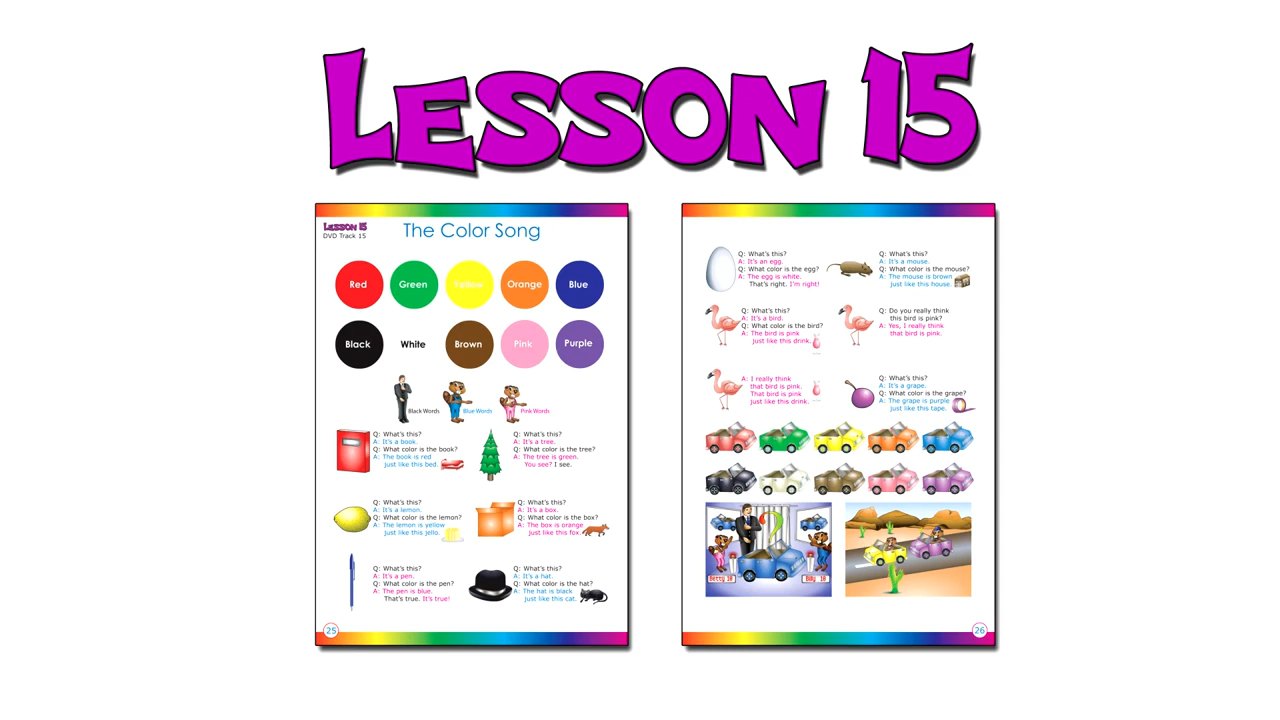 LESSON 15
LESSON 15
DVD Track 15
The Color Song
Red
Green
Yellow
Orange
Blue
Black
White
Brown
Pink
Purple
Black Words
Blue Words
Pink Words
Q: What's this?
A: It's a book.
Q: What color is the book?
A: The book is red
just like this bed.
Q: What's this?
A: It's a tree.
Q: What color is the tree?
A: The tree is green.
You see? I see.
Q: What's this?
A: It's a lemon.
Q: What color is the lemon?
A: The lemon is yellow
just like this jello.
Q: What's this?
A: It's a box.
Q: What color is the box?
A: The box is orange
just like this fox.
Q: What's this?
A: It's a pen.
Q: What color is the pen?
A: The pen is blue.
That's true. It's true!
Q: What's this?
A: It's a hat.
Q: What color is the hat?
A: The hat is black
just like this cat.
25
Q: What's this?
A: It's an egg.
Q: What color is the egg?
A: The egg is white.
That's right. I'm right!
Q: What's this?
A: It's a mouse.
Q: What color is the mouse?
A: The mouse is brown
just like this house.
Q: What's this?
A: It's a bird.
Q: What color is the bird?
A: The bird is pink
just like this drink.
Q: Do you really think
this bird is pink?
A: Yes, I really think
that bird is pink.
A: I really think
that bird is pink.
That bird is pink
just like this drink.
Q: What's this?
A: It's a grape.
Q: What color is the grape?
A: The grape is purple
just like this tape.
Betty 10
Billy 10
26